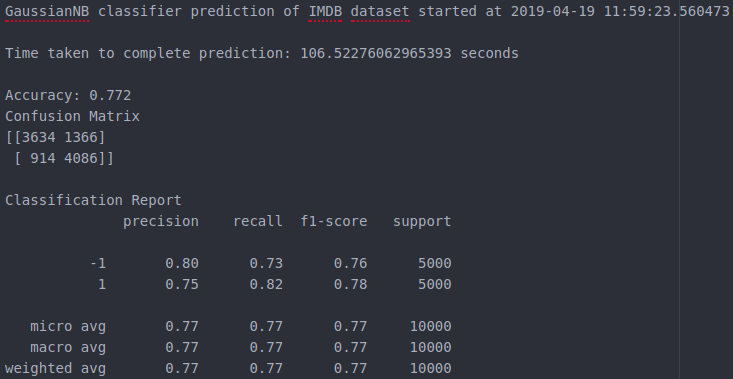 GaussianNB classifier prediction of IMDB dataset started at 2019-04-19 11:59:23.560473
Time taken to complete prediction: 106.52276062965393 seconds
Accuracy: 0.772
Confusion Matrix
[[3634 1366]
[ 914 4086]]
Classification Report
precision recall f1-score support
-1 0.80 0.73 0.76 5000
1 0.75 0.82 0.78 5000
micro avg 0.77 0.77 0.77 10000
macro avg 0.77 0.77 0.77 10000
weighted avg 0.77 0.77 0.77 10000